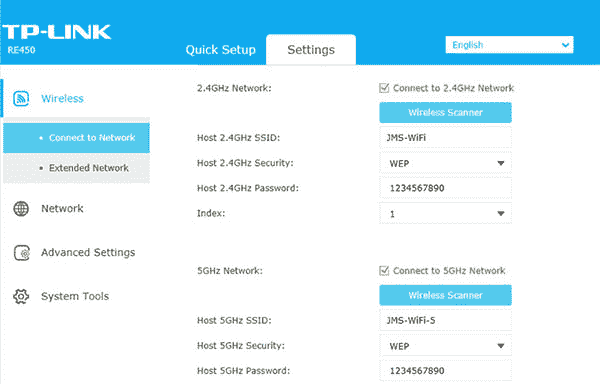 TP-LINK
RE450
Quick Setup
Settings
English
Wireless
Connect to Network
Extended Network
Network
Advanced Settings
System Tools
2.4GHz Network:
Connect to 2.4GHz Network
Wireless Scanner
Host 2.4GHz SSID:
JMS-WiFi
Host 2.4GHz Security:
WEP
Host 2.4GHz Password:
1234567890
Index:
1
5GHz Network:
Connect to 5GHz Network
Wireless Scanner
Host 5GHz SSID:
JMS-WiFi-5
Host 5GHz Security:
WEP
Host 5GHz Password:
1234567890